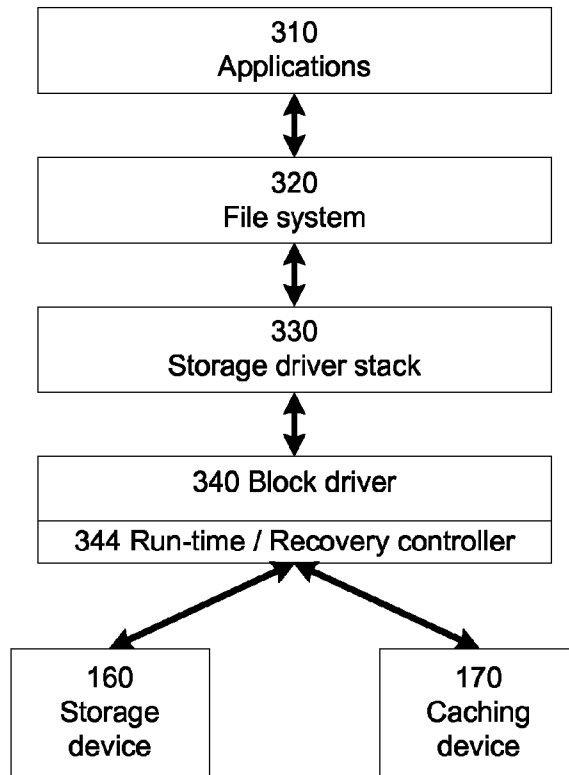 310
Applications
320
File system
330
Storage driver stack
340 Block driver
344 Run-time / Recovery controller
160
Storage
device
170
Caching
device